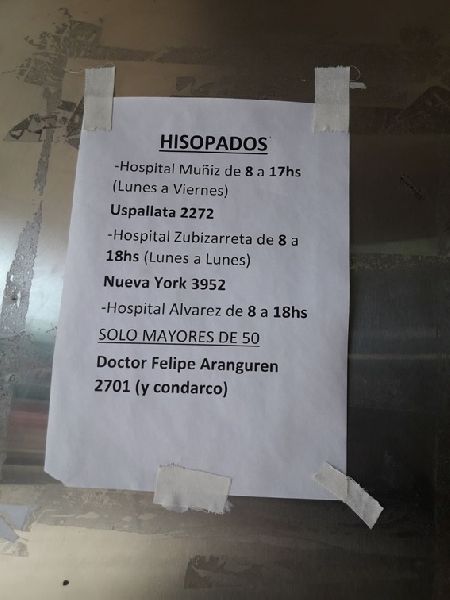 HISOPADOS
-Hospital Muñiz de 8 a 17hs
(Lunes a Viernes)
Uspallata 2272
-Hospital Zubizarreta de 8 a
18hs (Lunes a Lunes)
Nueva York 3952
-Hospital Alvarez de 8 a 18hs
SOLO MAYORES DE 50
Doctor Felipe Aranguren
2701 (y condarco)